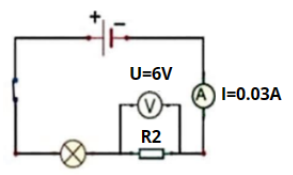 + -
U=6V
V
A I=0.03A
R2